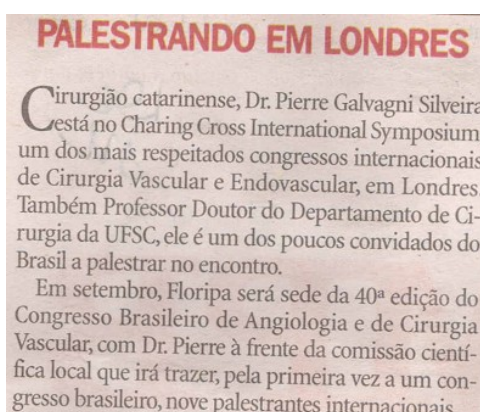 PALESTRANDO EM LONDRES
Cirurgião catarinense, Dr. Pierre Galvagni Silveira
está no Charing Cross International Symposium
um dos mais respeitados congressos internacionais
de Cirurgia Vascular e Endovascular, em Londres.
Também Professor Doutor do Departamento de Ci-
rurgia da UFSC, ele é um dos poucos convidados do
Brasil a palestrar no encontro.
Em setembro, Floripa será sede da 40ª edição do
Congresso Brasileiro de Angiologia e de Cirurgia
Vascular, com Dr. Pierre à frente da comissão cientí-
fica local que irá trazer, pela primeira vez a um con-
gresso brasileiro, nove palestrantes internacionais